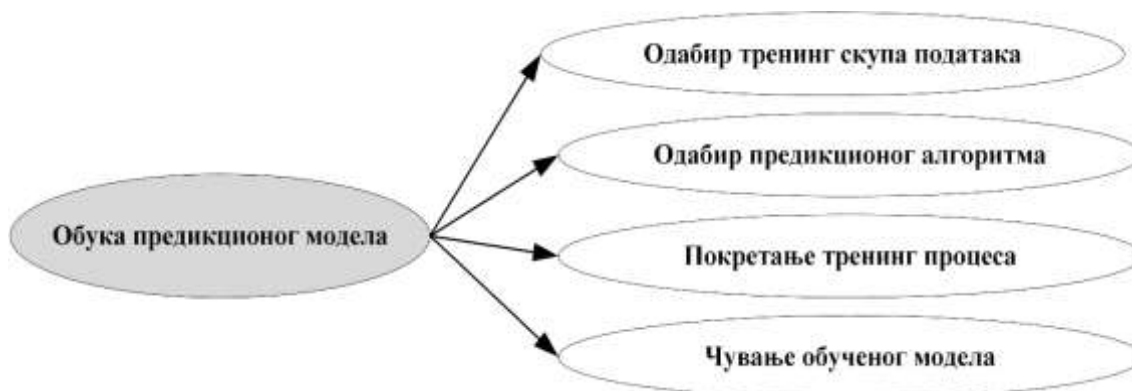 Одабир тренинг скупа података
Одабир предикционог алгоритма
Обука предикционог модела
Покретање тренинг процеса
Чување обученог модела